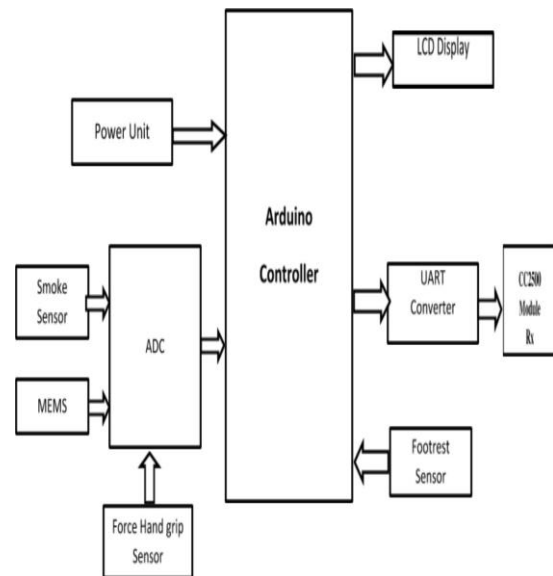 LCD Display
Power Unit
Arduino
Controller
Smoke
Sensor
ADC
UART
Converter
CC2500
Module
Rx
MEMS
Footrest
Sensor
Force Hand grip
Sensor